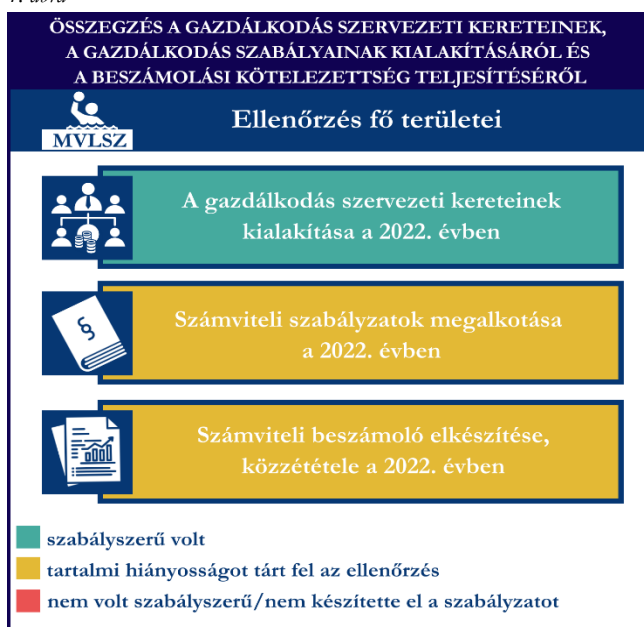 1. ábra
ÖSSZEGZÉS A GAZDÁLKODÁS SZERVEZETI KERETEINEK,
A GAZDÁLKODÁS SZABÁLYAINAK KIALAKÍTÁSÁRÓL ÉS
A BESZÁMOLÁSI KÖTELEZETTSÉG TELJESÍTÉSÉRŐL
MVLSZ
Ellenőrzés fő területei
A gazdálkodás szervezeti kereteinek
kialakítása a 2022. évben
§
Számviteli szabályzatok megalkotása
a 2022. évben
Számviteli beszámoló elkészítése,
közzététele a 2022. évben
szabályszerű volt
tartalmi hiányosságot tárt fel az ellenőrzés
nem volt szabályszerű/nem készítette el a szabályzatot